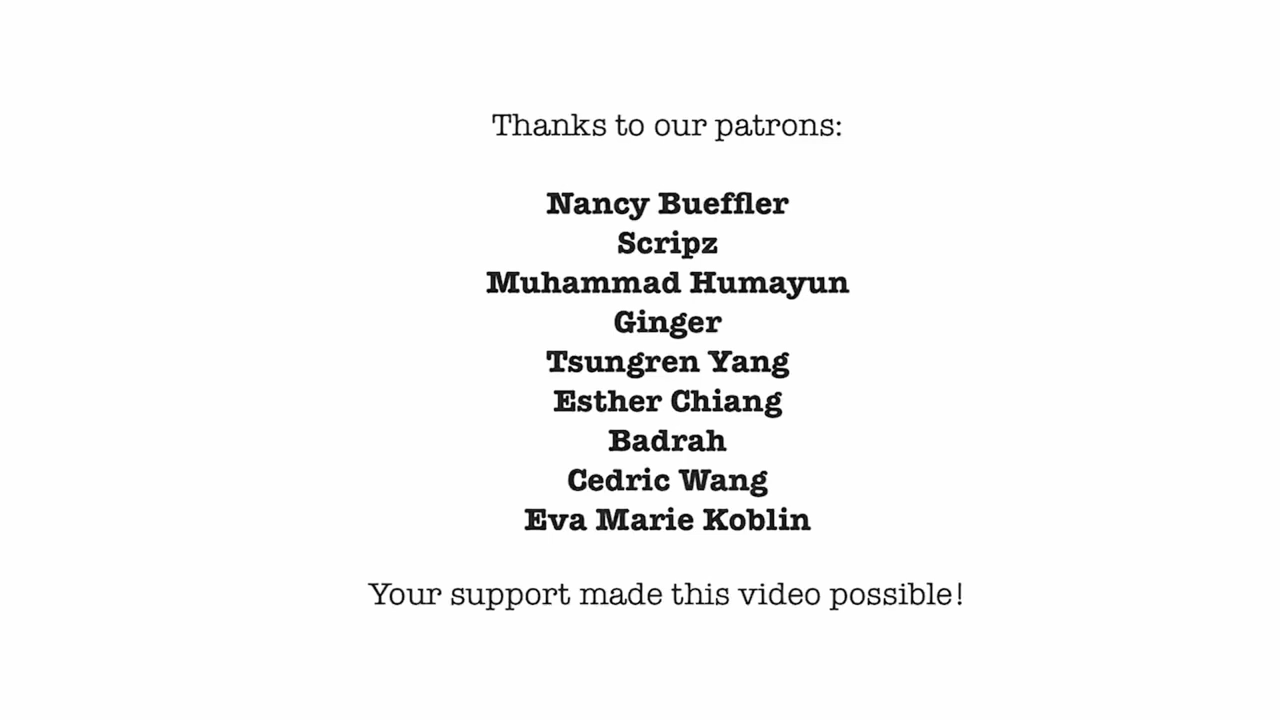 Thanks to our patrons:
Nancy Bueffler
Scripz
Muhammad Humayun
Ginger
Tsungren Yang
Esther Chiang
Badrah
Cedric Wang
Eva Marie Koblin
Your support made this video possible!